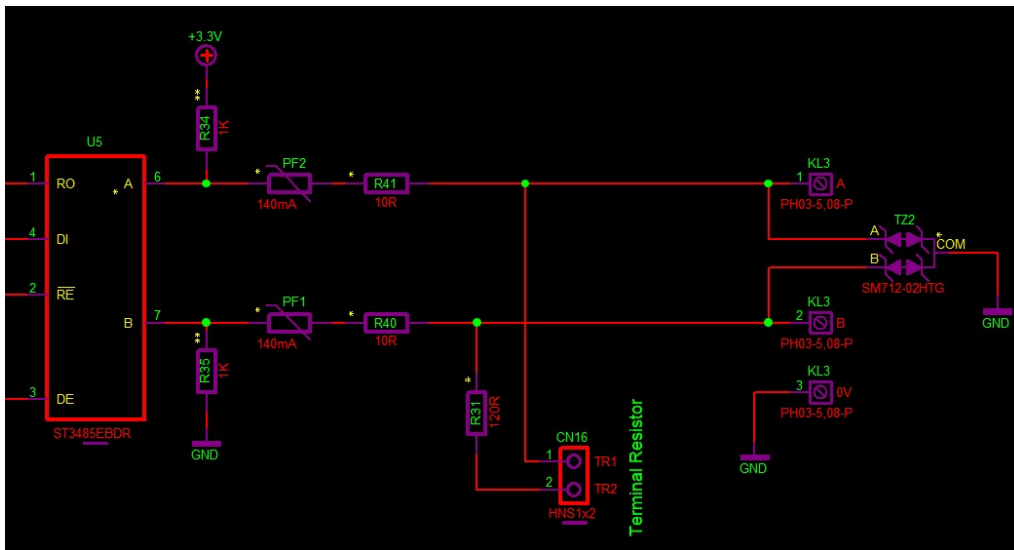 +3.3V
**
R34
1K
U5
1
RO
*
A
6
*
PF2
140mA
*
R41
10R
KL3
1
A
PH03-5,08-P
4
DI
TZ2
A
*
COM
B
SM712-02HTG
GND
2
RE
B
7
*
PF1
140mA
*
R40
10R
KL3
2
B
PH03-5,08-P
**
R35
1K
GND
3
DE
ST3485EBDR
*
R31
120R
CN16
1
TR1
2
TR2
HNS1x2
Terminal Resistor
KL3
3
0V
PH03-5,08-P
GND